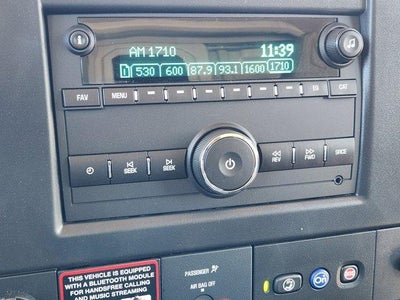 AM 1710 11:39
1 530 600 87.9 93.1 1600 1710
FAV MENU CAT
SEEK SEEK REV FWD SRCE
THIS VEHICLE IS EQUIPPED
WITH A BLUETOOTH MODULE
FOR HANDSFREE CALLING
AND MUSIC STREAMING
PASSENGER
AIR BAG OFF